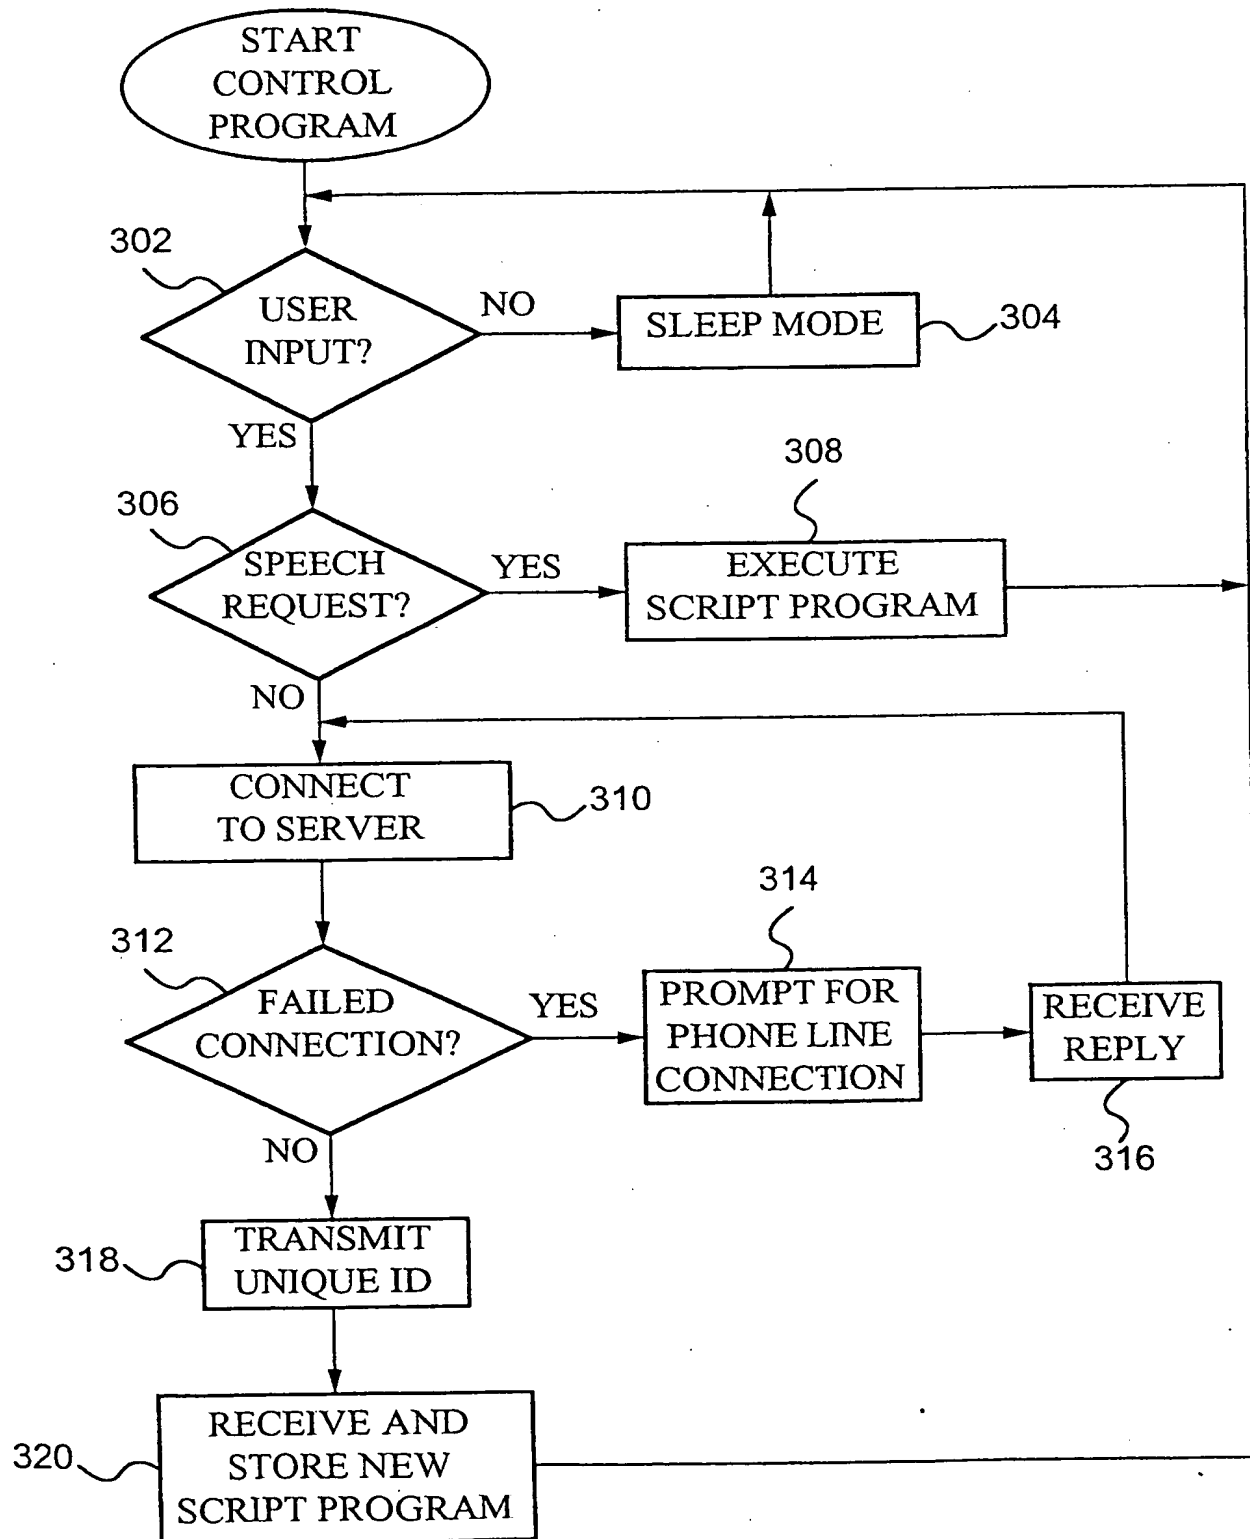 START
CONTROL
PROGRAM
302
USER
INPUT?
NO
SLEEP MODE
304
YES
308
306
SPEECH
REQUEST?
YES
EXECUTE
SCRIPT PROGRAM
NO
CONNECT
TO SERVER
310
314
312
FAILED
CONNECTION?
YES
PROMPT FOR
PHONE LINE
CONNECTION
RECEIVE
REPLY
316
NO
318
TRANSMIT
UNIQUE ID
320
RECEIVE AND
STORE NEW
SCRIPT PROGRAM